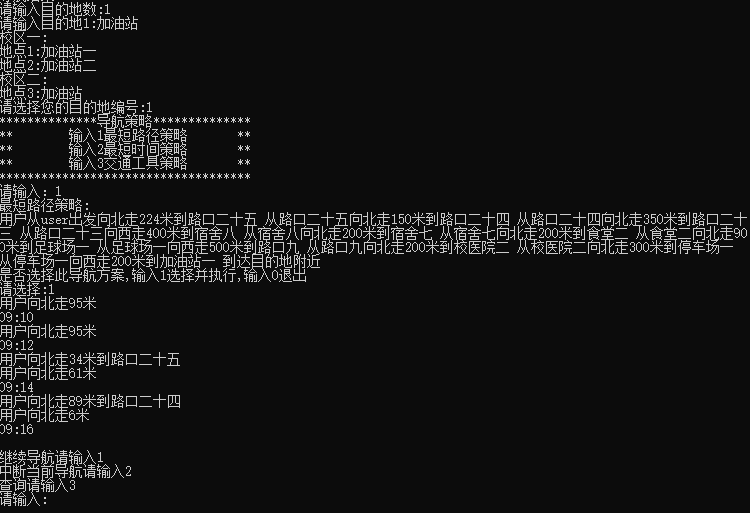 请输入目的地数:1
请输入目的地1:加油站
校区一:
地点1:加油站一
地点2:加油站二
校区二:
地点3:加油站
请选择您的目的地编号:1
**************导航策略**************
**        输入1最短路径策略       **
**        输入2最短时间策略       **
**        输入3交通工具策略       **
************************************
请输入: 1
最短路径策略:
用户从user出发向北走224米到路口二十五 从路口二十五向北走150米到路口二十四 从路口二十四向北走350米到路口二十
三 从路口二十三向西走400米到宿舍八 从宿舍八向北走200米到宿舍七 从宿舍七向北走200米到食堂二 从食堂二向北走90
0米到足球场一 从足球场一向西走500米到路口九 从路口九向北走200米到校医院二 从校医院二向北走300米到停车场一
从停车场一向西走200米到加油站一 到达目的地附近
是否选择此导航方案,输入1选择并执行,输入0退出
请选择:1
用户向北走95米
09:10
用户向北走95米
09:12
用户向北走34米到路口二十五
用户向北走61米
09:14
用户向北走89米到路口二十四
用户向北走6米
09:16
继续导航请输入1
中断当前导航请输入2
查询请输入3
请输入: